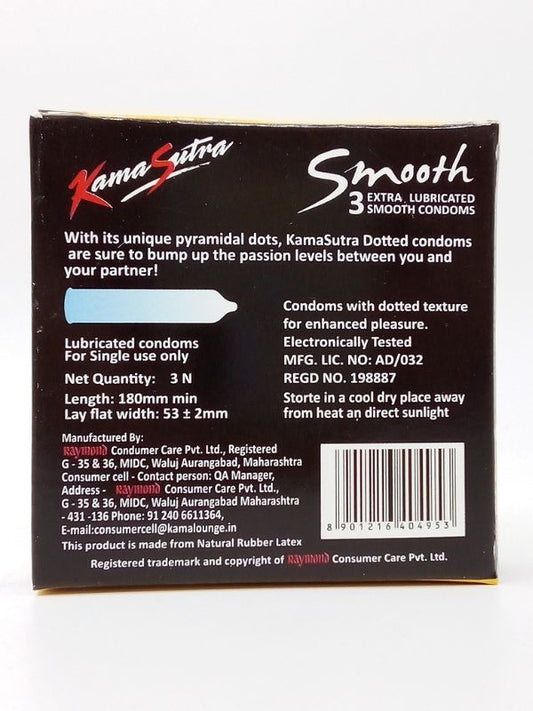 KamaSutra
Smooth
3 EXTRA LUBRICATED
SMOOTH CONDOMS
With its unique pyramidal dots, KamaSutra Dotted condoms
are sure to bump up the passion levels between you and
your partner!
Lubricated condoms
For Single use only
Net Quantity: 3 N
Length: 180mm min
Lay flat width: 53 ± 2mm
Condoms with dotted texture
for enhanced pleasure.
Electronically Tested
MFG. LIC. NO: AD/032
REGD NO. 198887
Storte in a cool dry place away
from heat an direct sunlight
Manufactured By:
Raymond Condumer Care Pvt. Ltd., Registered
G - 35 & 36, MIDC, Waluj Aurangabad, Maharashtra
Consumer cell - Contact person: QA Manager,
Address - Raymond Consumer Care Pvt. Ltd.,
G - 35 & 36, MIDC, Waluj Aurangabad Maharashtra
- 431 -136 Phone: 91 240 6611364,
E-mail:consumercell@kamalounge.in
This product is made from Natural Rubber Latex
8 901216 404953
Registered trademark and copyright of Raymond Consumer Care Pvt. Ltd.